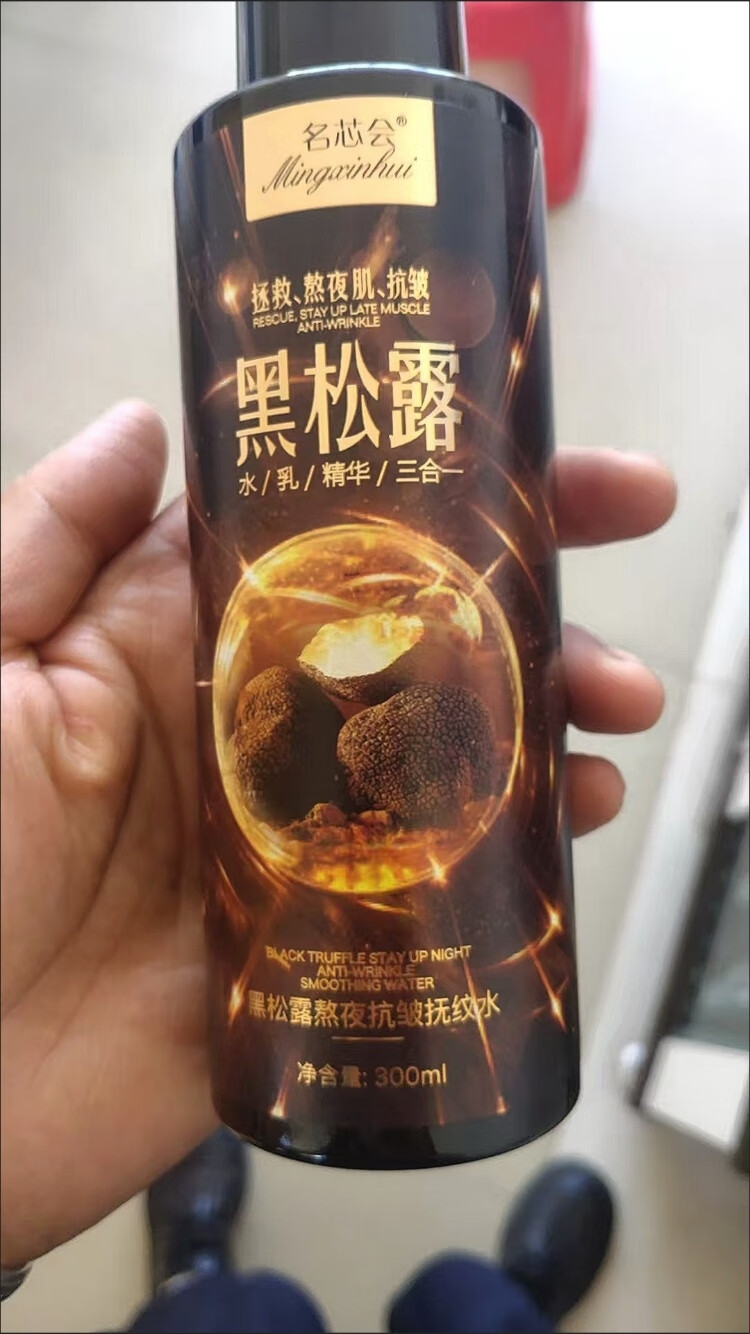 名芯会®
Mingxinhui
拯救、熬夜肌、抗皱
RESCUE, STAY UP LATE MUSCLE
ANTI-WRINKLE
黑松露
水/乳/精华/三合一
BLACK TRUFFLE STAY UP NIGHT
ANTI-WRINKLE
SMOOTHING WATER
黑松露熬夜抗皱抚纹水
净含量: 300ml